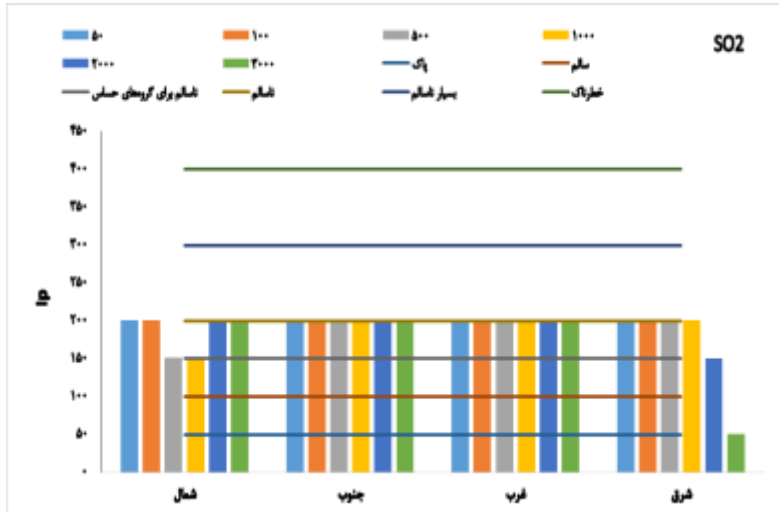 SO2
۵۰ ۱۰۰ ۵۰۰ ۱۰۰۰
۲۰۰۰ ۳۰۰۰ پاک سالم
ناسالم برای گروه‌های حساس ناسالم بسیار ناسالم خطرناک
۴۵۰
۴۰۰
۳۵۰
۳۰۰
۲۵۰
۲۰۰
۱۵۰
۱۰۰
۵۰
۰
Ip
شمال جنوب غرب شرق